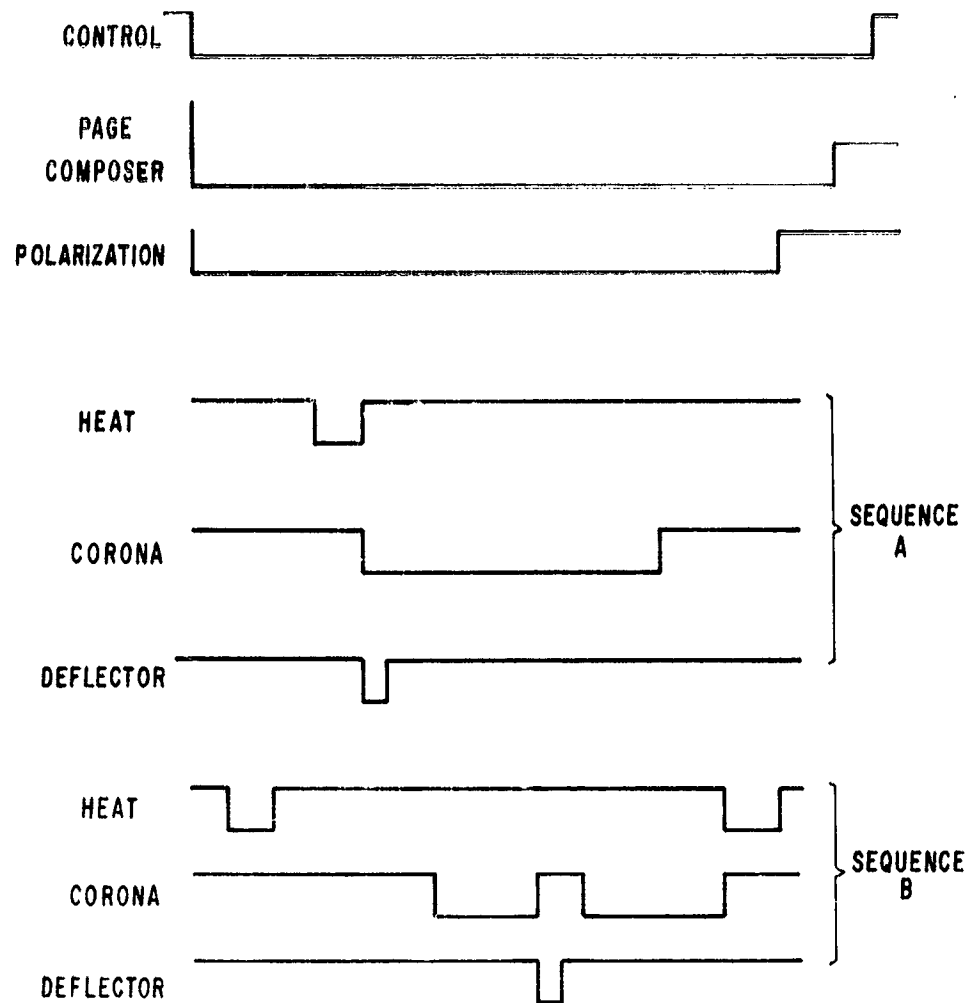 CONTROL
PAGE
COMPOSER
POLARIZATION
HEAT
CORONA
SEQUENCE
A
DEFLECTOR
HEAT
CORONA
SEQUENCE
B
DEFLECTOR